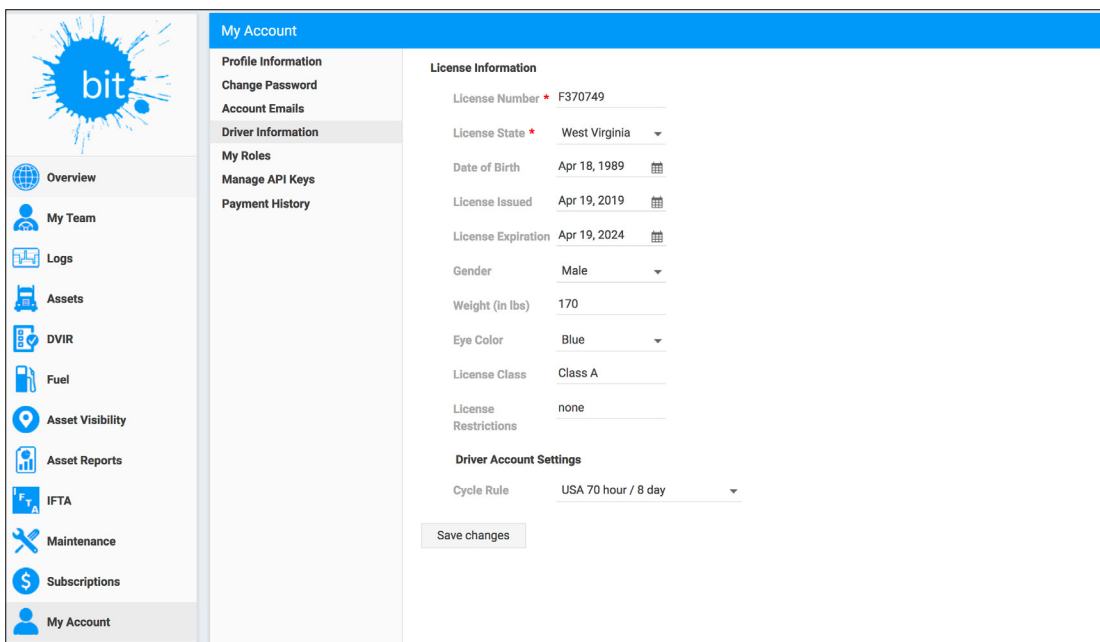 bit
Overview
My Team
Logs
Assets
DVIR
Fuel
Asset Visibility
Asset Reports
IFTA
IFTA
Maintenance
$
Subscriptions
My Account
My Account
Profile Information
Change Password
Account Emails
Driver Information
My Roles
Manage API Keys
Payment History
License Information
License Number * F370749
License State * West Virginia
Date of Birth Apr 18, 1989
License Issued Apr 19, 2019
License Expiration Apr 19, 2024
Gender Male
Weight (in lbs) 170
Eye Color Blue
License Class Class A
License none
Restrictions
Driver Account Settings
Cycle Rule USA 70 hour / 8 day
Save changes